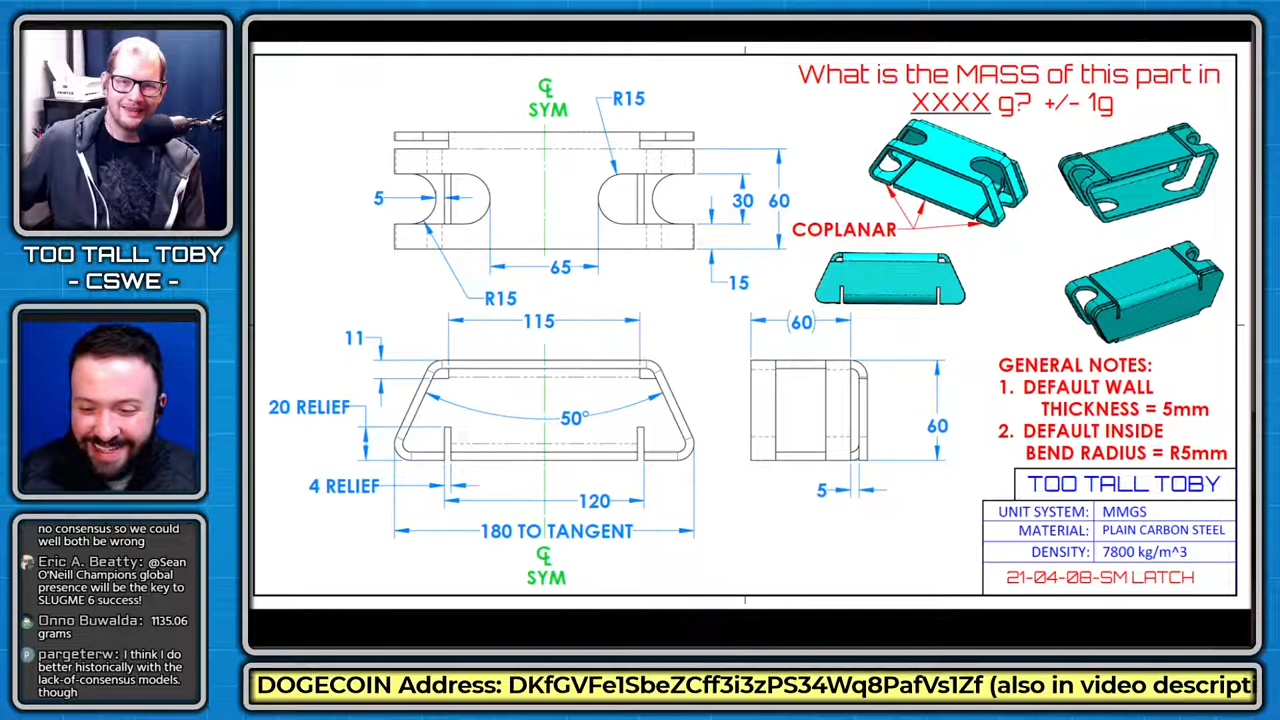 TOO TALL TOBY
- CSWE -
no consensus so we could
well both be wrong
Eric A. Beatty: @Sean
O'Neill Champions global
presence will be the key to
SLUGME 6 success!
Onno Buwalda: 1135.06
grams
pargeterw: I think I do
better historically with the
lack-of-consensus models.
though
What is the MASS of this part in
XXXX g? +/- 1g
℄
SYM
R15
5
30
60
65
15
R15
COPLANAR
115
(60)
11
50°
20 RELIEF
60
4 RELIEF
120
5
180 TO TANGENT
℄
SYM
GENERAL NOTES:
1. DEFAULT WALL
THICKNESS = 5mm
2. DEFAULT INSIDE
BEND RADIUS = R5mm
TOO TALL TOBY
UNIT SYSTEM: MMGS
MATERIAL: PLAIN CARBON STEEL
DENSITY: 7800 kg/m^3
21-04-08-SM LATCH
DOGECOIN Address: DKfGVFe1SbeZCff3i3zPS34Wq8PafVs1Zf (also in video descripti